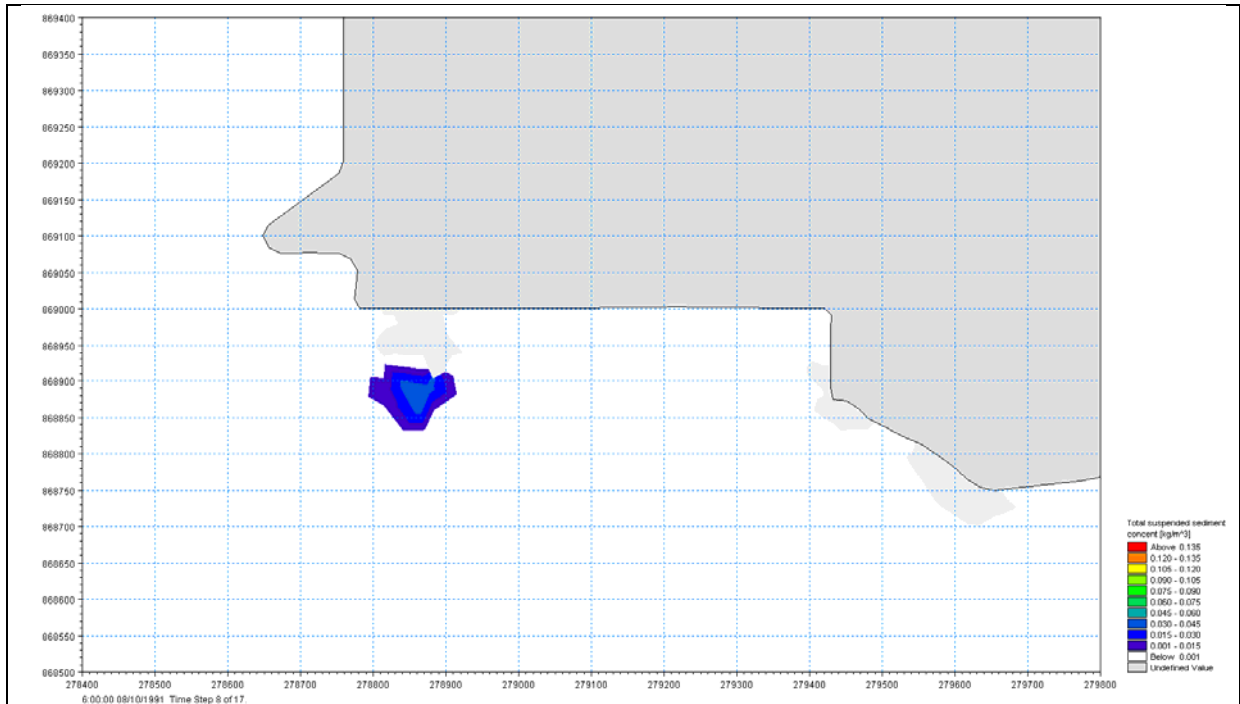 869400
869350
869300
869250
869200
869150
869100
869050
869000
868950
868900
868850
868800
868750
868700
868650
868600
868550
868500
278400 278500 278600 278700 278800 278900 279000 279100 279200 279300 279400 279500 279600 279700 279800
6:00:00 08/10/1991 Time Step 8 of 17.
Total suspended sediment
concent [kg/m^3]
Above 0.135
0.120 - 0.135
0.105 - 0.120
0.090 - 0.105
0.075 - 0.090
0.060 - 0.075
0.045 - 0.060
0.030 - 0.045
0.015 - 0.030
0.001 - 0.015
Below 0.001
Undefined Value